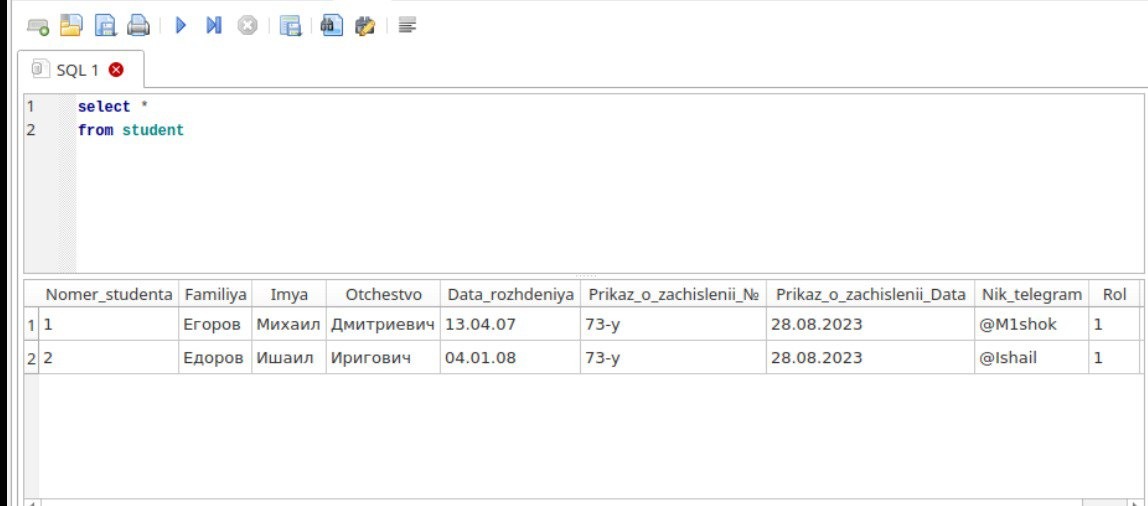 SQL 1
1 select *
2 from student
Nomer_studenta Familiya Imya Otchestvo Data_rozhdeniya Prikaz_o_zachislenii_№ Prikaz_o_zachislenii_Data Nik_telegram Rol
1 1 Егоров Михаил Дмитриевич 13.04.07 73-у 28.08.2023 @M1shok 1
2 2 Едоров Ишаил Иригович 04.01.08 73-у 28.08.2023 @Ishail 1